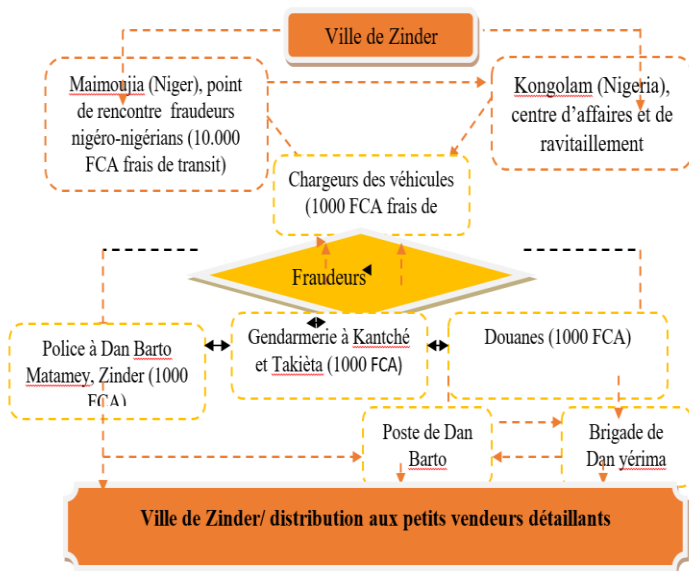 Ville de Zinder
Maimoujia (Niger), point
de rencontre fraudeurs
nigéro-nigérians (10.000
FCA frais de transit)
Kongolam (Nigeria),
centre d’affaires et de
ravitaillement
Chargeurs des véhicules
(1000 FCA frais de
Fraudeurs
Police à Dan Barto
Matamey, Zinder (1000
FCA)
Gendarmerie à Kantché
et Takièta (1000 FCA)
Douanes (1000 FCA)
Poste de Dan
Barto
Brigade de
Dan yérima
Ville de Zinder/ distribution aux petits vendeurs détaillants